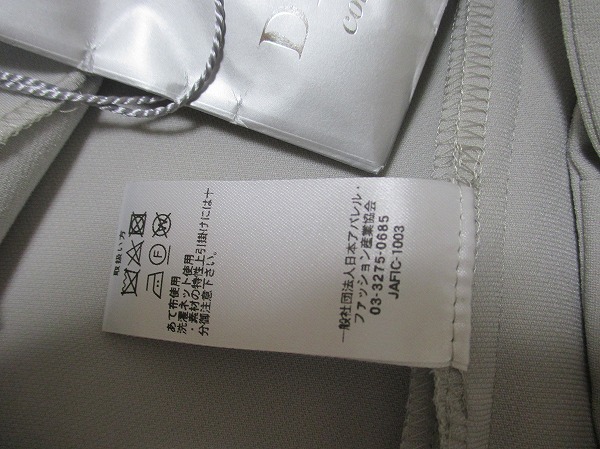 D
co
取扱い方
F
W
あて布使用
洗濯ネット使用
・素材の特性上引掛けには十
分御注意下さい。
一般社団法人日本アパレル・
ファッション産業協会
03-3275-0685
JAFIC-1003